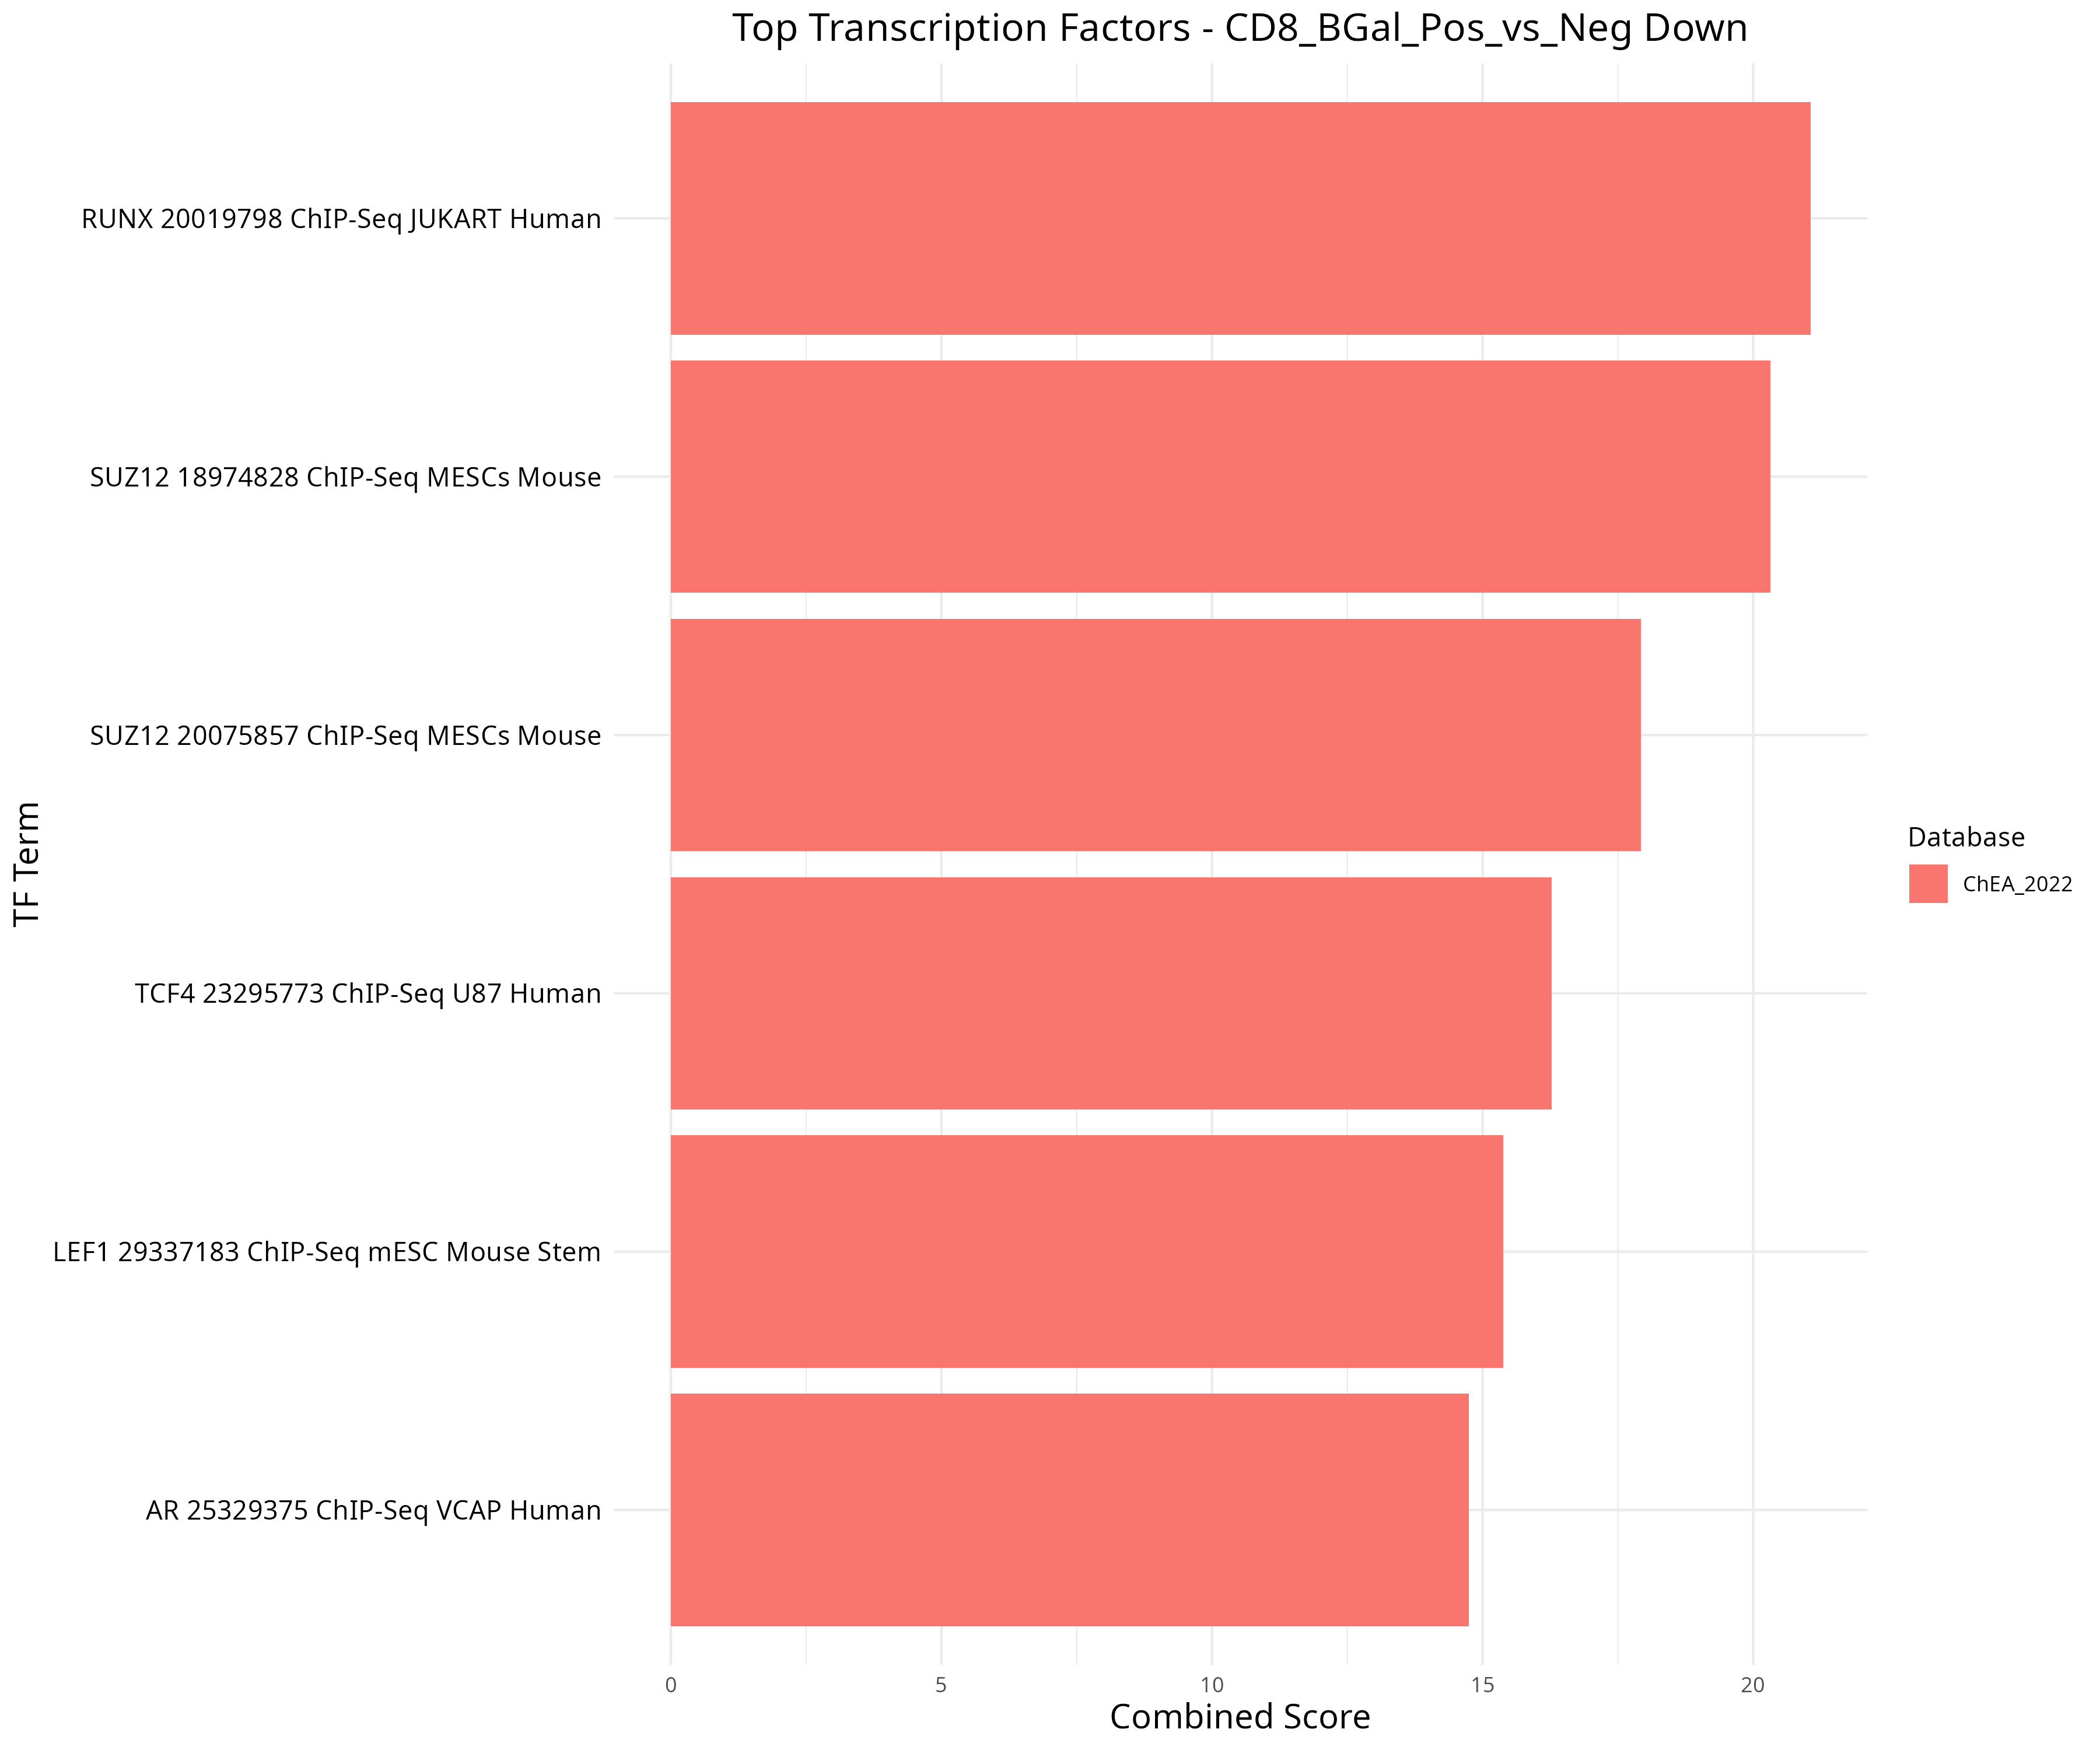 Top Transcription Factors - CD8_BGal_Pos_vs_Neg Down
TF Term
RUNX 20019798 ChIP-Seq JUKART Human
SUZ12 18974828 ChIP-Seq MESCs Mouse
SUZ12 20075857 ChIP-Seq MESCs Mouse
TCF4 23295773 ChIP-Seq U87 Human
LEF1 29337183 ChIP-Seq mESC Mouse Stem
AR 25329375 ChIP-Seq VCAP Human
0 5 10 15 20
Combined Score
Database
ChEA_2022